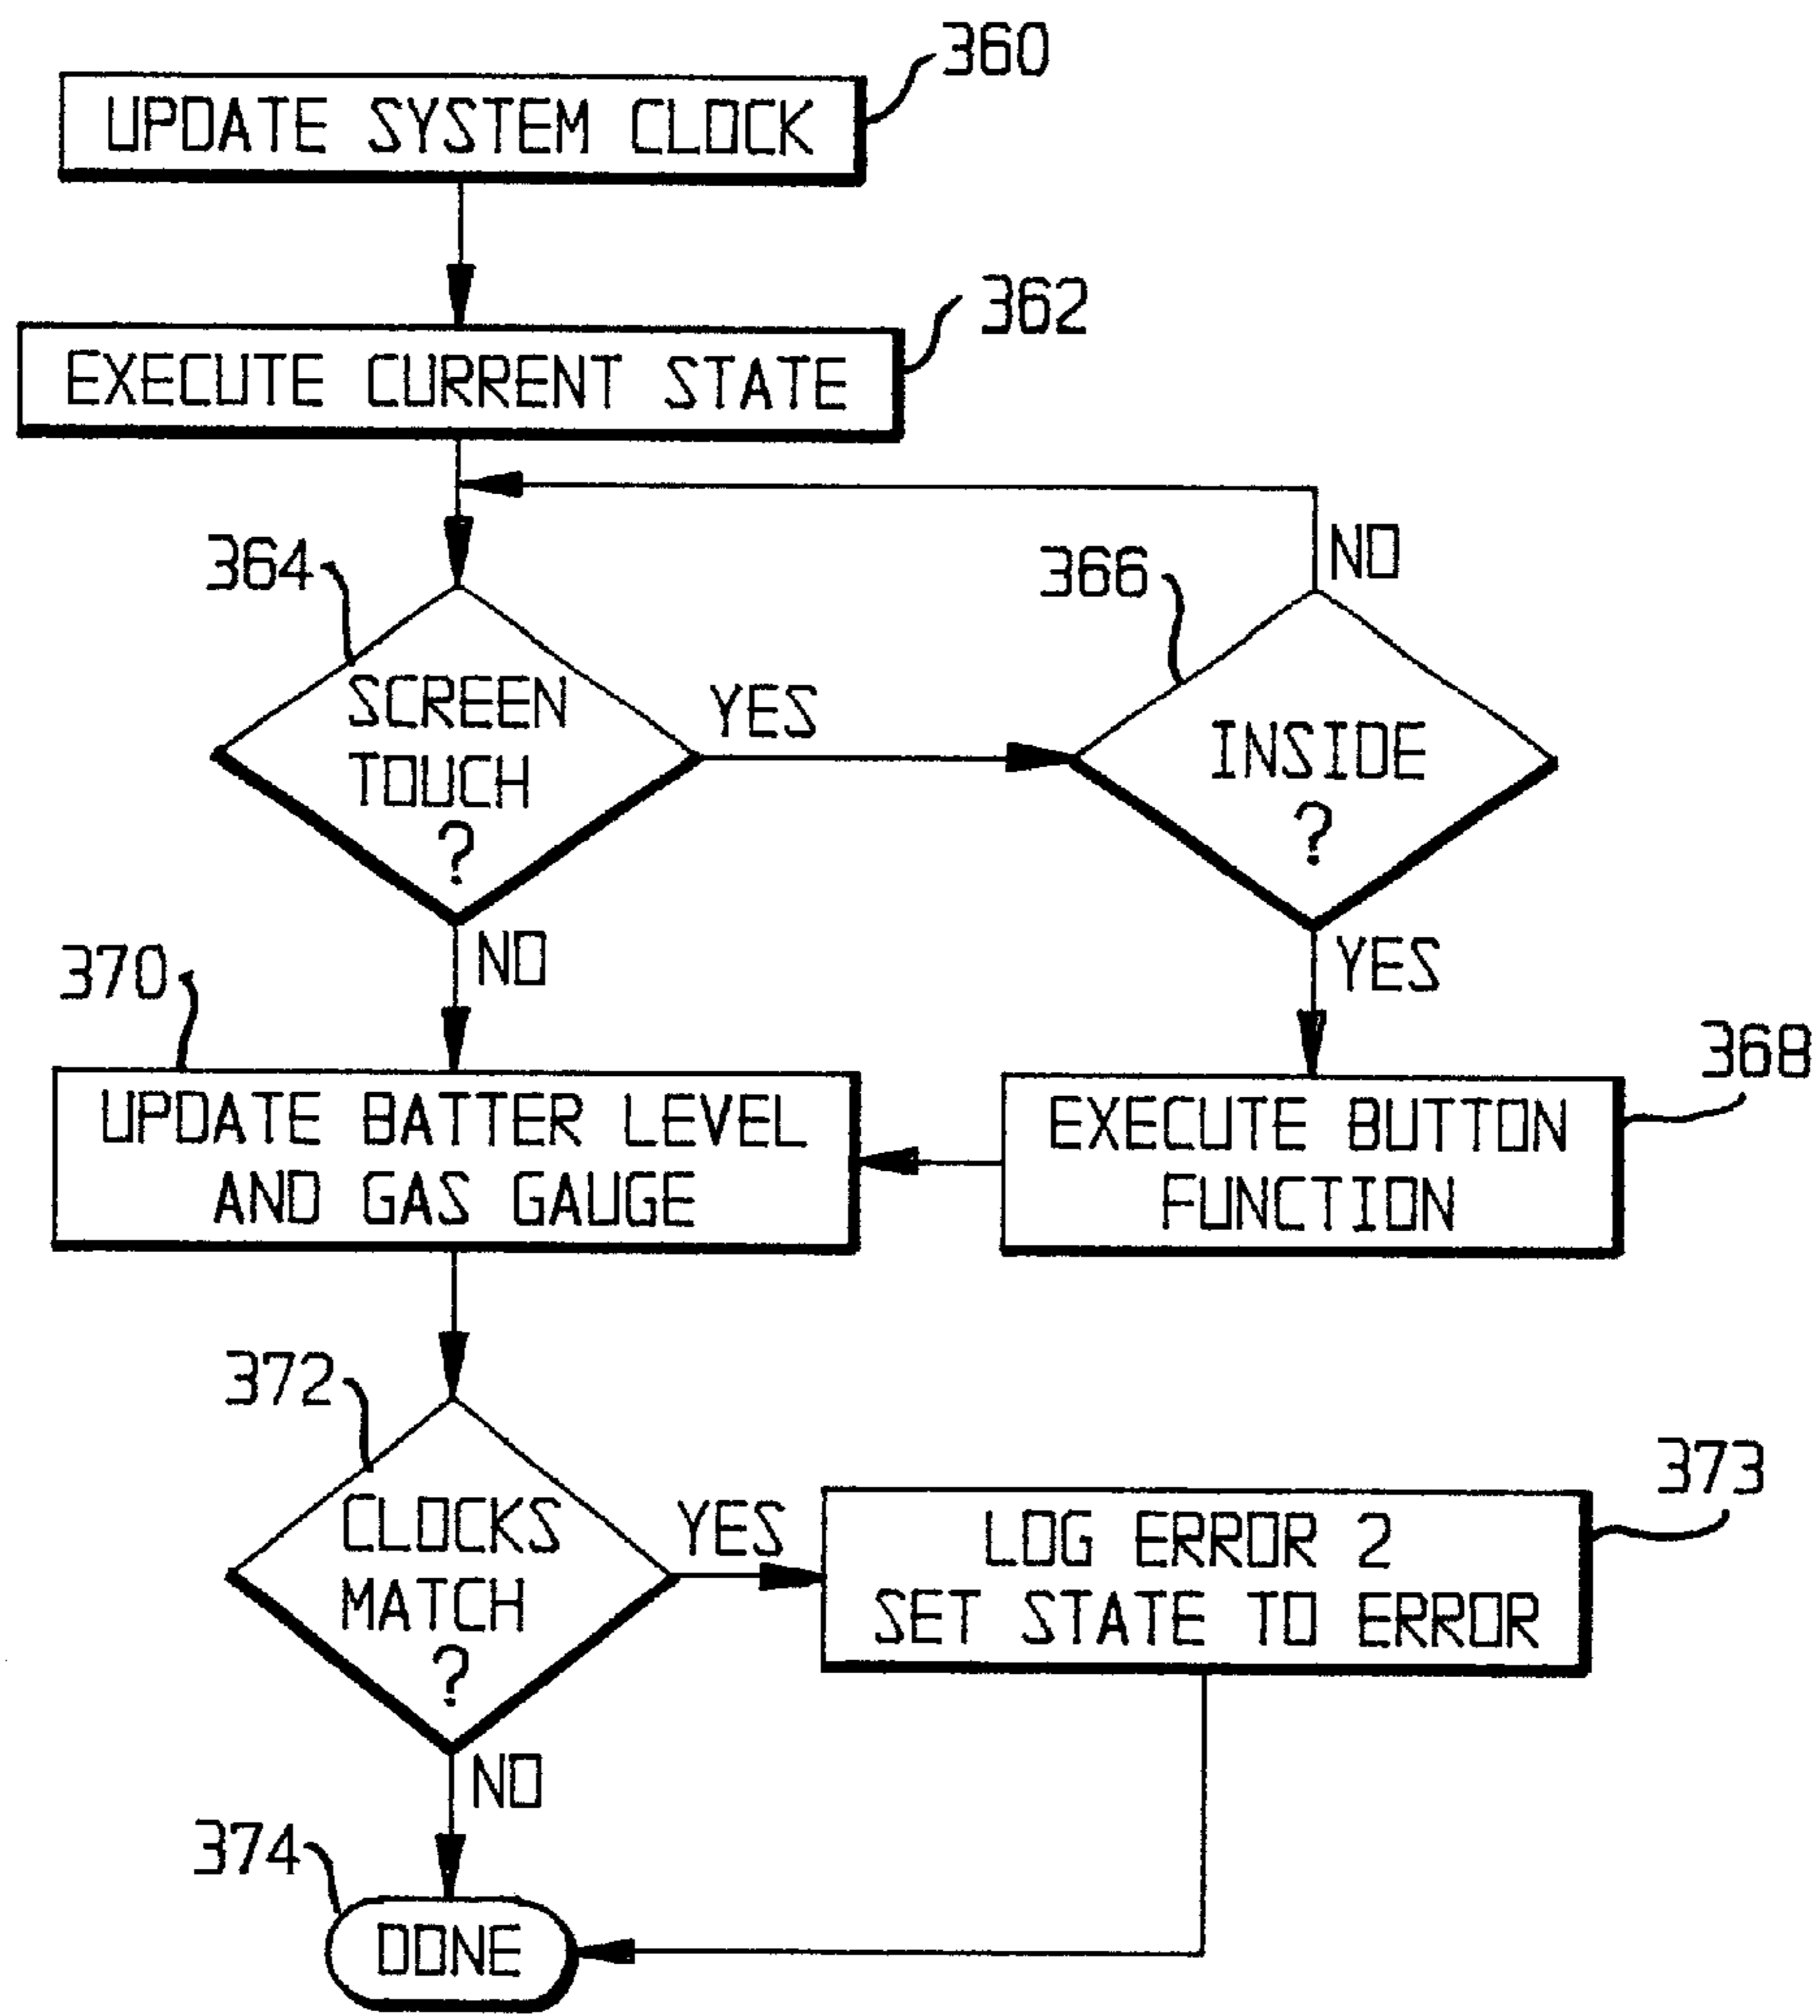 360
UPDATE SYSTEM CLOCK
362
EXECUTE CURRENT STATE
364
SCREEN
TOUCH
?
YES
NO
366
INSIDE
?
NO
YES
370
UPDATE BATTER LEVEL
AND GAS GAUGE
368
EXECUTE BUTTON
FUNCTION
372
CLOCKS
MATCH
?
YES
NO
373
LOG ERROR 2
SET STATE TO ERROR
374
DONE